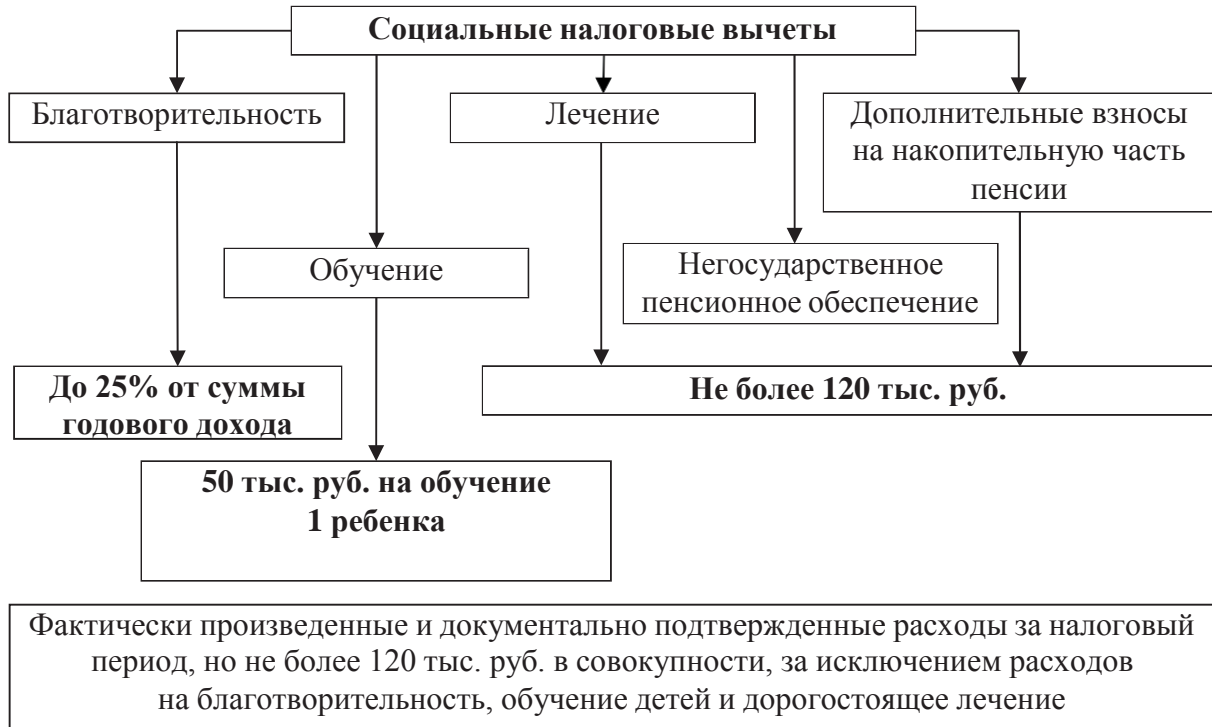 Социальные налоговые вычеты
Благотворительность
Лечение
Дополнительные взносы
на накопительную часть
пенсии
Обучение
Негосударственное
пенсионное обеспечение
До 25% от суммы
годового дохода
Не более 120 тыс. руб.
50 тыс. руб. на обучение
1 ребенка
Фактически произведенные и документально подтвержденные расходы за налоговый
период, но не более 120 тыс. руб. в совокупности, за исключением расходов
на благотворительность, обучение детей и дорогостоящее лечение